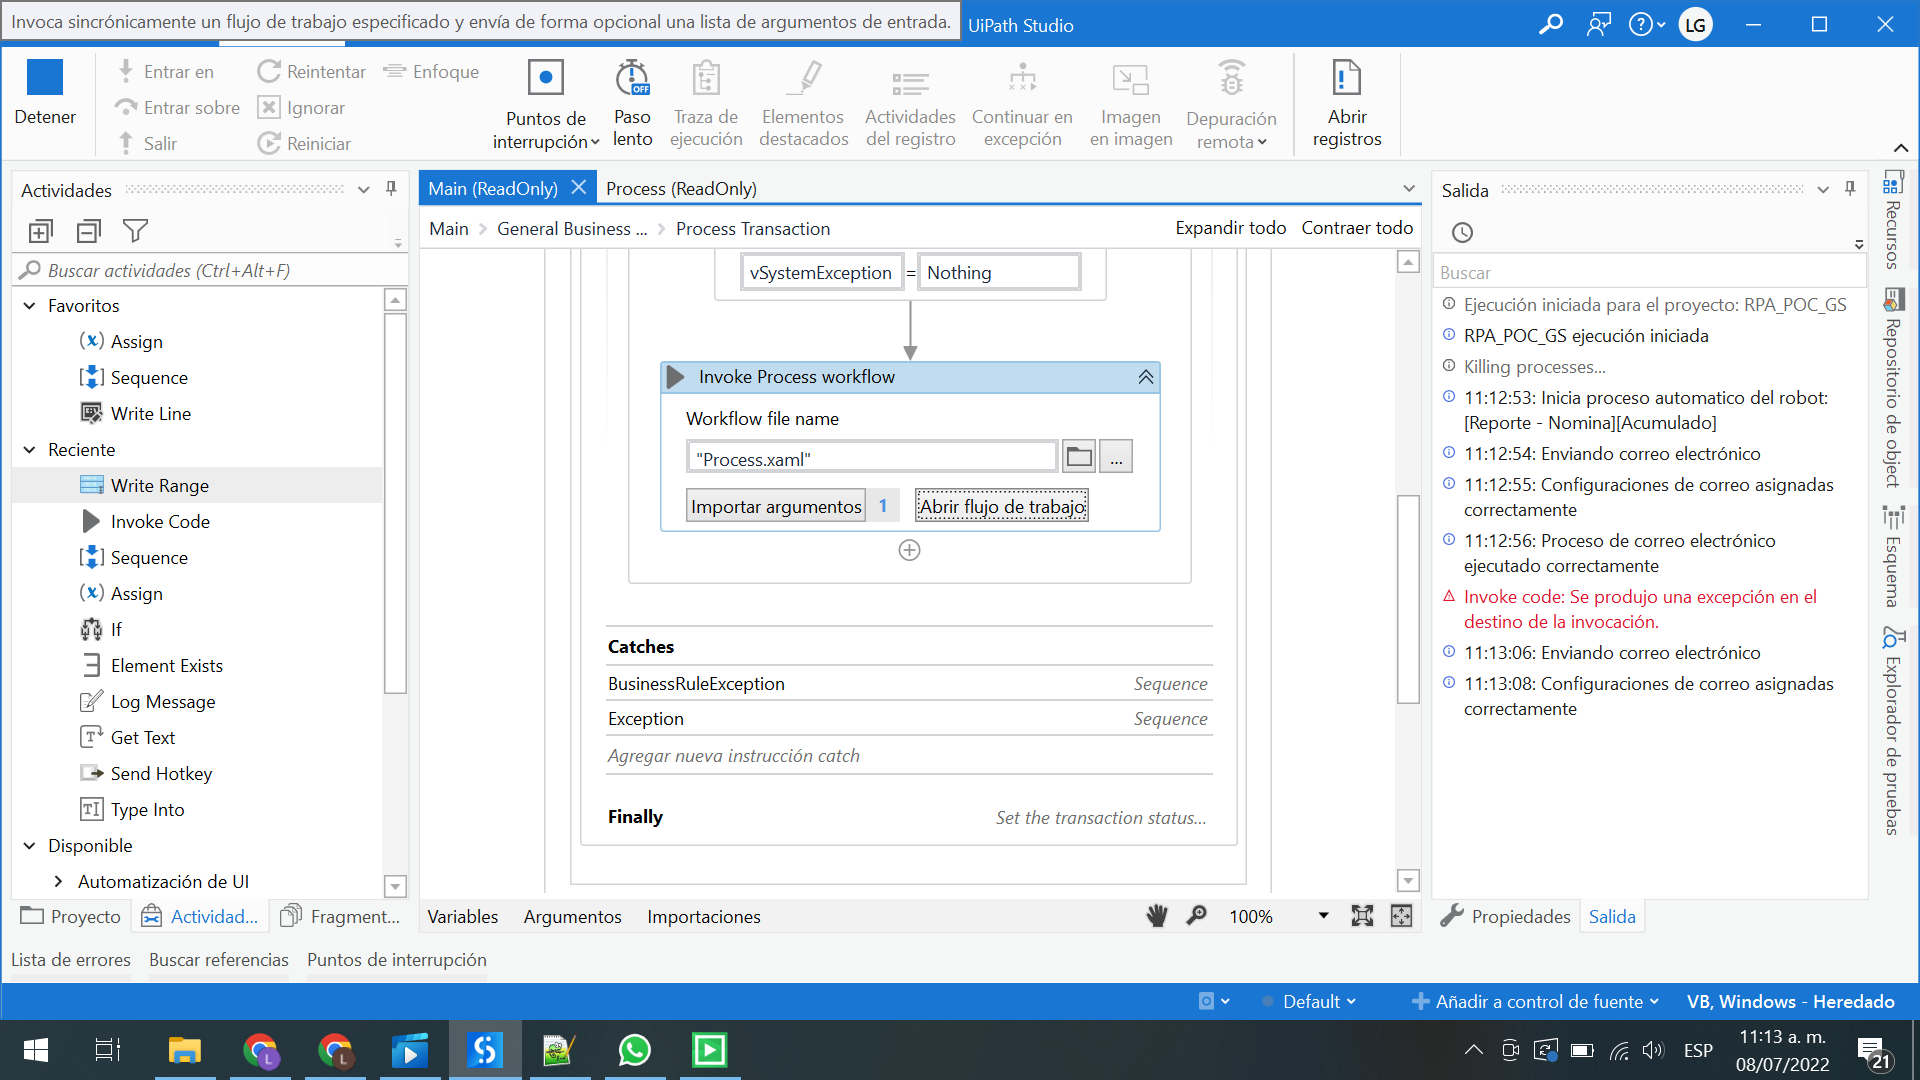 Invoca sincrónicamente un flujo de trabajo especificado y envía de forma opcional una lista de argumentos de entrada.
UiPath Studio
LG
Detener
Entrar en
Entrar sobre
Salir
Reintentar
Ignorar
Reiniciar
Enfoque
Puntos de
interrupción
OFF
Paso
lento
Traza de
ejecución
Elementos
destacados
Actividades
del registro
Continuar en
excepción
Imagen
en imagen
Depuración
remota
Abrir
registros
Actividades
Buscar actividades (Ctrl+Alt+F)
Favoritos
Assign
Sequence
Write Line
Reciente
Write Range
Invoke Code
Sequence
Assign
If
Element Exists
Log Message
Get Text
Send Hotkey
Type Into
Disponible
Automatización de UI
Proyecto
Actividad...
Fragment...
Main (ReadOnly)
Process (ReadOnly)
Main
General Business ...
Process Transaction
Expandir todo
Contraer todo
vSystemException = Nothing
Invoke Process workflow
Workflow file name
"Process.xaml"
...
Importar argumentos 1
Abrir flujo de trabajo
Catches
BusinessRuleException Sequence
Exception Sequence
Agregar nueva instrucción catch
Finally Set the transaction status...
Variables
Argumentos
Importaciones
100%
Salida
Buscar
Ejecución iniciada para el proyecto: RPA_POC_GS
RPA_POC_GS ejecución iniciada
Killing processes...
11:12:53: Inicia proceso automatico del robot:
[Reporte - Nomina][Acumulado]
11:12:54: Enviando correo electrónico
11:12:55: Configuraciones de correo asignadas
correctamente
11:12:56: Proceso de correo electrónico
ejecutado correctamente
Invoke code: Se produjo una excepción en el
destino de la invocación.
11:13:06: Enviando correo electrónico
11:13:08: Configuraciones de correo asignadas
correctamente
Propiedades
Salida
Recursos
Repositorio de object
Esquema
Explorador de pruebas
Lista de errores
Buscar referencias
Puntos de interrupción
Default
Añadir a control de fuente
VB, Windows - Heredado
L
L
ESP
11:13 a. m.
08/07/2022
21